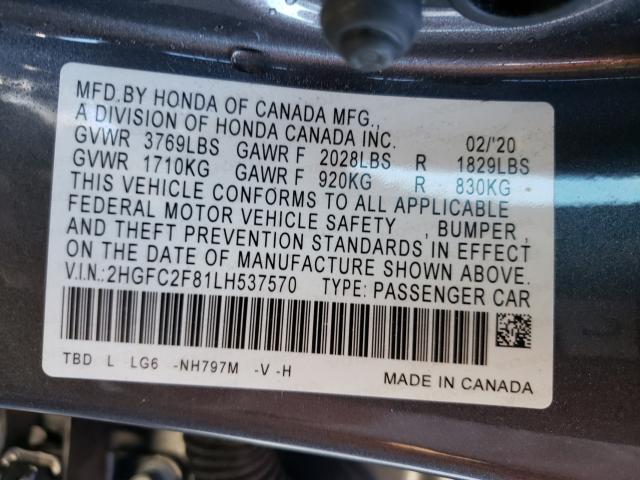 MFD.BY HONDA OF CANADA MFG.,
A DIVISION OF HONDA CANADA INC. 02/'20
GVWR 3769LBS GAWR F 2028LBS R 1829LBS
GVWR 1710KG GAWR F 920KG R 830KG
THIS VEHICLE CONFORMS TO ALL APPLICABLE
FEDERAL MOTOR VEHICLE SAFETY , BUMPER ,
AND THEFT PREVENTION STANDARDS IN EFFECT
ON THE DATE OF MANUFACTURE SHOWN ABOVE.
V.I.N.:2HGFC2F81LH537570 TYPE: PASSENGER CAR
TBD L LG6 -NH797M -V -H
MADE IN CANADA